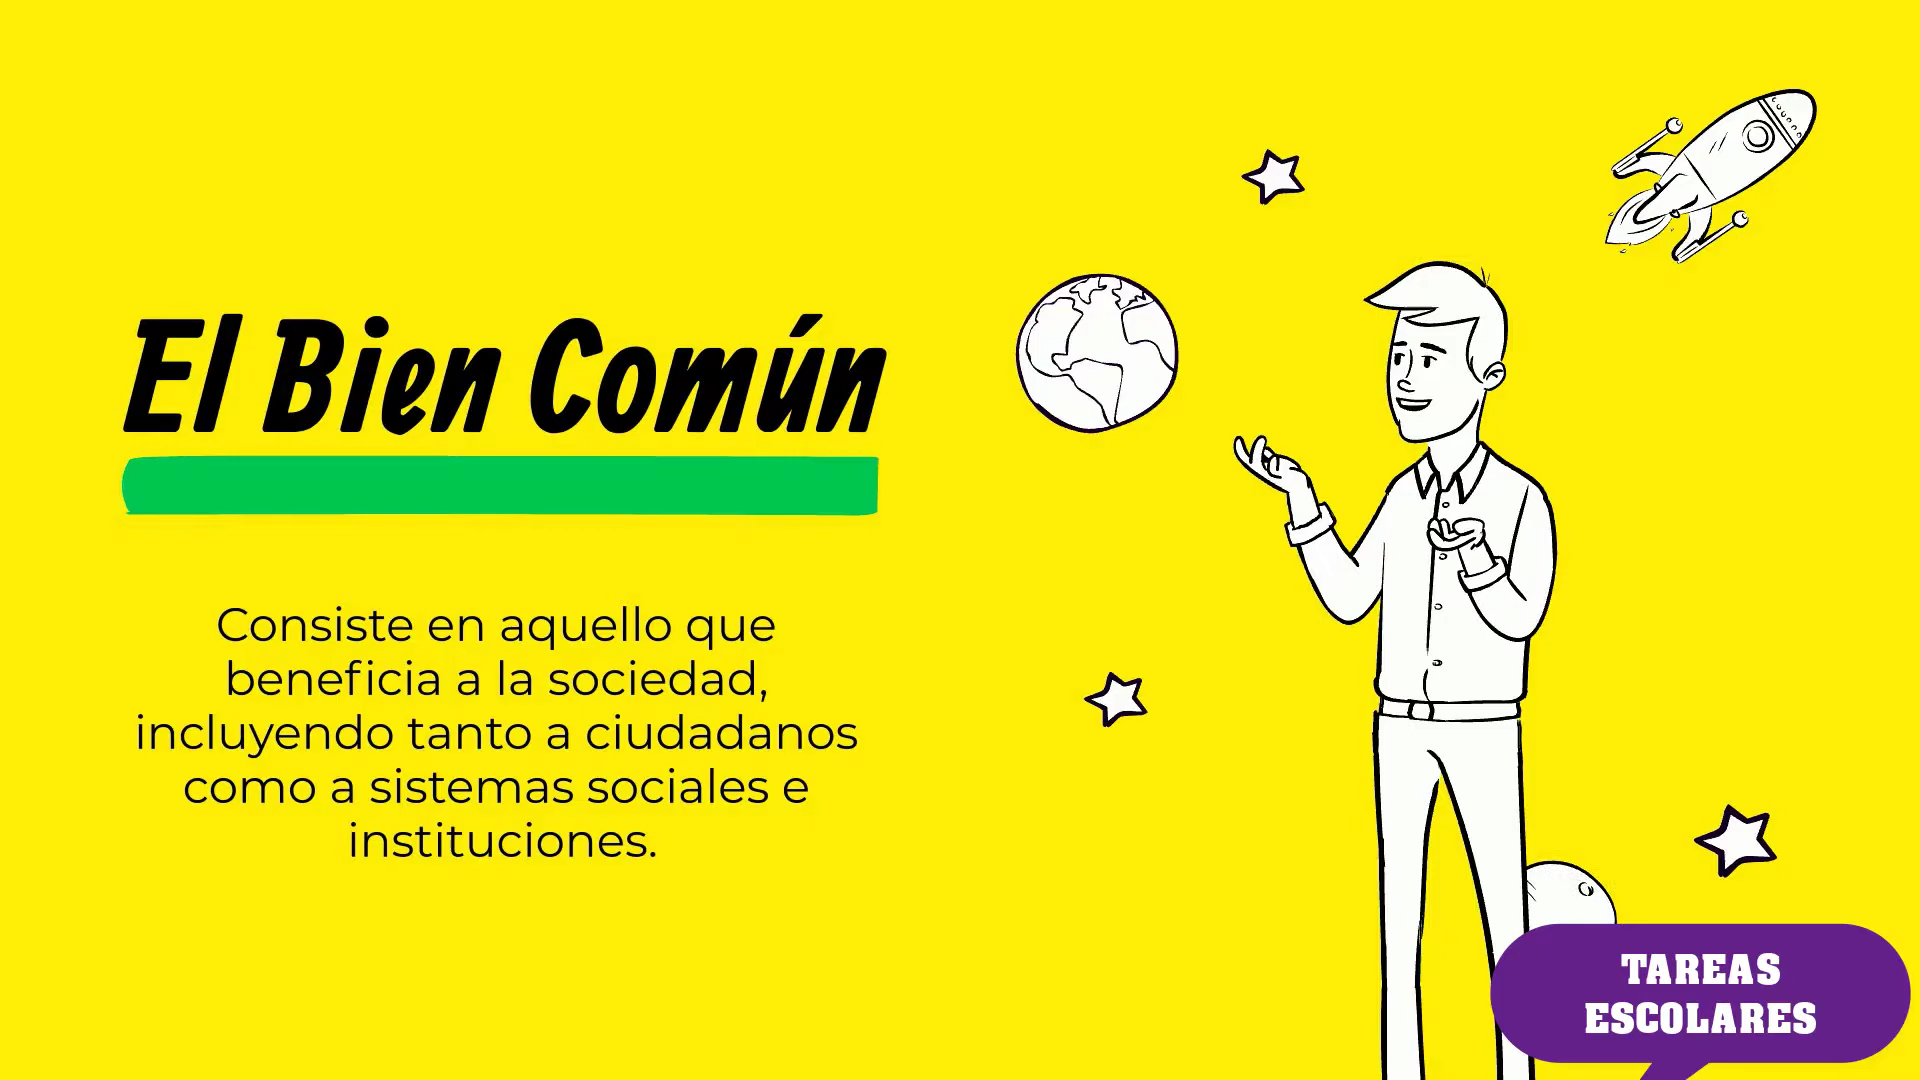 El Bien Común
Consiste en aquello que
beneficia a la sociedad,
incluyendo tanto a ciudadanos
como a sistemas sociales e
instituciones.
TAREAS
ESCOLARES